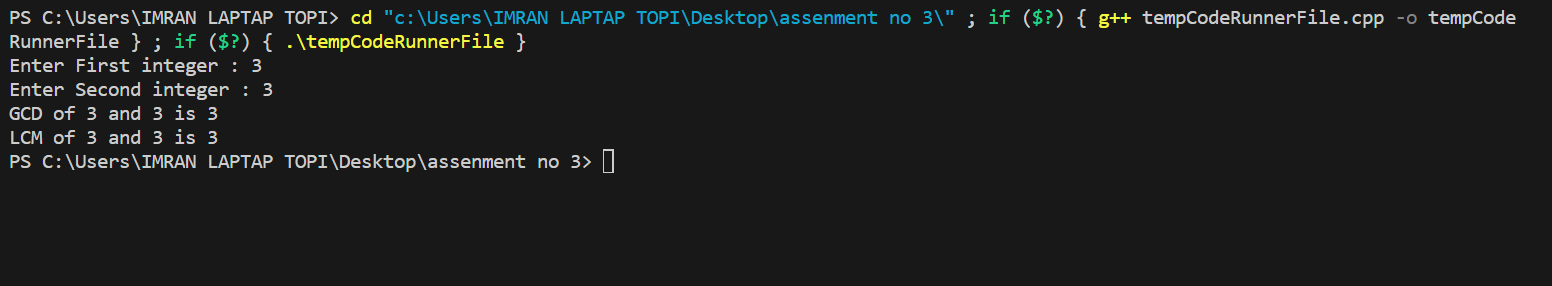 PS C:\Users\IMRAN LAPTAP TOPI> cd "c:\Users\IMRAN LAPTAP TOPI\Desktop\assenment no 3\" ; if ($?) { g++ tempCodeRunnerFile.cpp -o tempCode
RunnerFile } ; if ($?) { .\tempCodeRunnerFile }
Enter First integer : 3
Enter Second integer : 3
GCD of 3 and 3 is 3
LCM of 3 and 3 is 3
PS C:\Users\IMRAN LAPTAP TOPI\Desktop\assenment no 3>